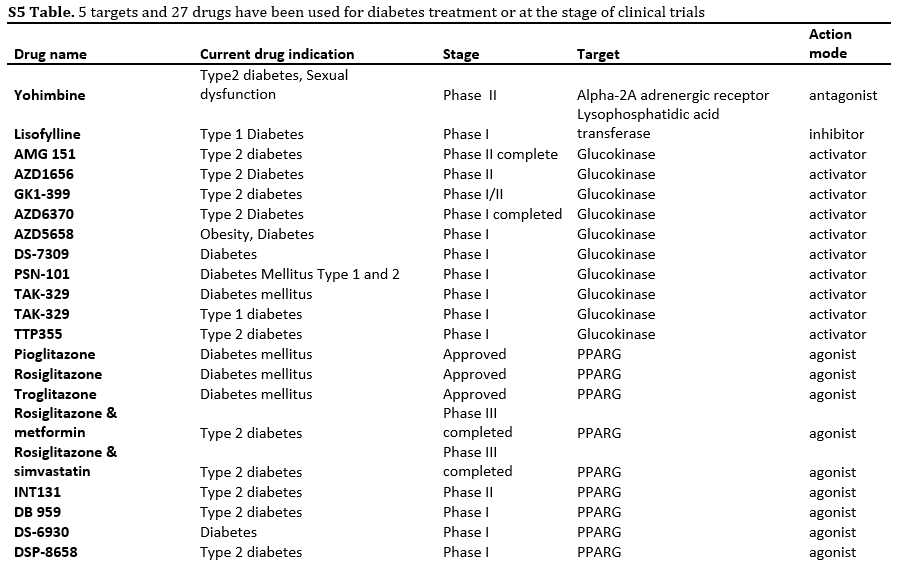 S5 Table. 5 targets and 27 drugs have been used for diabetes treatment or at the stage of clinical trials
Drug name Current drug indication Stage Target Action mode
Yohimbine Type2 diabetes, Sexual dysfunction Phase II Alpha-2A adrenergic receptor antagonist
Lisofylline Type 1 Diabetes Phase I Lysophosphatidic acid transferase inhibitor
AMG 151 Type 2 diabetes Phase II complete Glucokinase activator
AZD1656 Type 2 diabetes Phase II Glucokinase activator
GK1-399 Type 2 diabetes Phase I/II Glucokinase activator
AZD6370 Type 2 Diabetes Phase I completed Glucokinase activator
AZD5658 Obesity, Diabetes Phase I Glucokinase activator
DS-7309 Diabetes Phase I Glucokinase activator
PSN-101 Diabetes Mellitus Type 1 and 2 Phase I Glucokinase activator
TAK-329 Diabetes mellitus Phase I Glucokinase activator
TAK-329 Type 1 diabetes Phase I Glucokinase activator
TTP355 Type 2 diabetes Phase I Glucokinase activator
Pioglitazone Diabetes mellitus Approved PPARG agonist
Rosiglitazone Diabetes mellitus Approved PPARG agonist
Troglitazone Diabetes mellitus Approved PPARG agonist
Rosiglitazone & metformin Type 2 diabetes Phase III completed PPARG agonist
Rosiglitazone & simvastatin Type 2 diabetes Phase III completed PPARG agonist
INT131 Type 2 diabetes Phase II PPARG agonist
DB 959 Type 2 diabetes Phase I PPARG agonist
DS-6930 Diabetes Phase I PPARG agonist
DSP-8658 Type 2 diabetes Phase I PPARG agonist